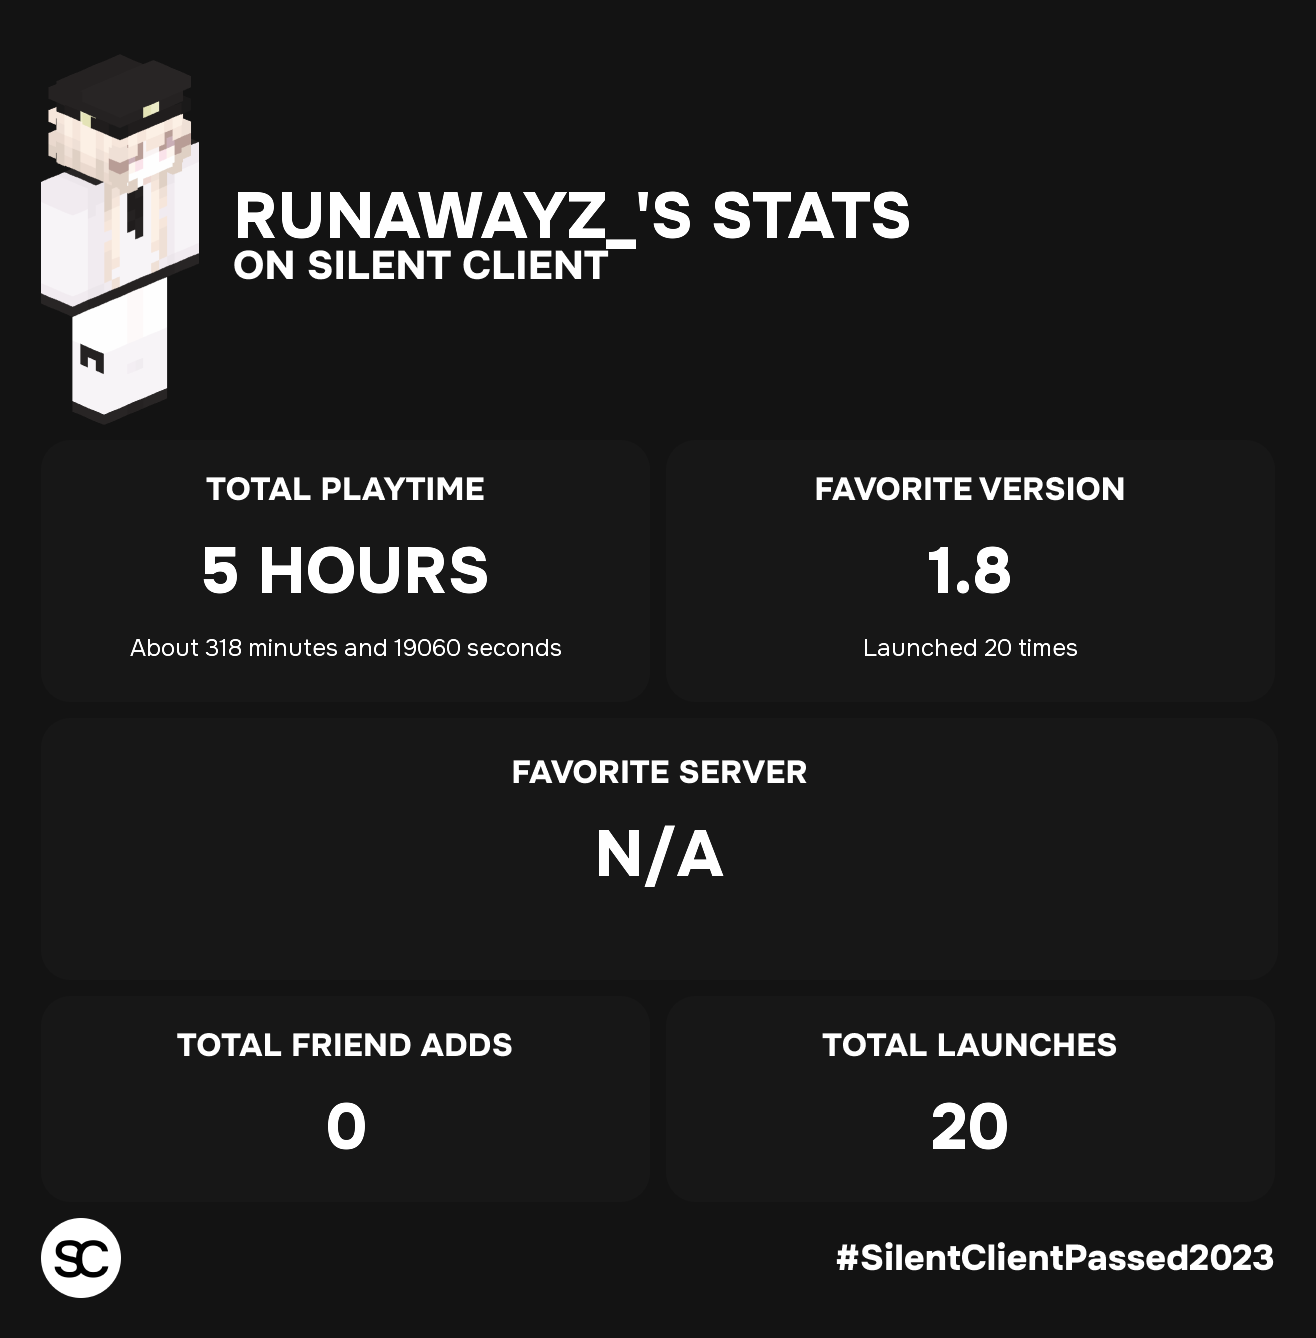 RUNAWAYZ_'S STATS
ON SILENT CLIENT
TOTAL PLAYTIME
5 HOURS
About 318 minutes and 19060 seconds
FAVORITE VERSION
1.8
Launched 20 times
FAVORITE SERVER
N/A
TOTAL FRIEND ADDS
0
TOTAL LAUNCHES
20
SC
#SilentClientPassed2023